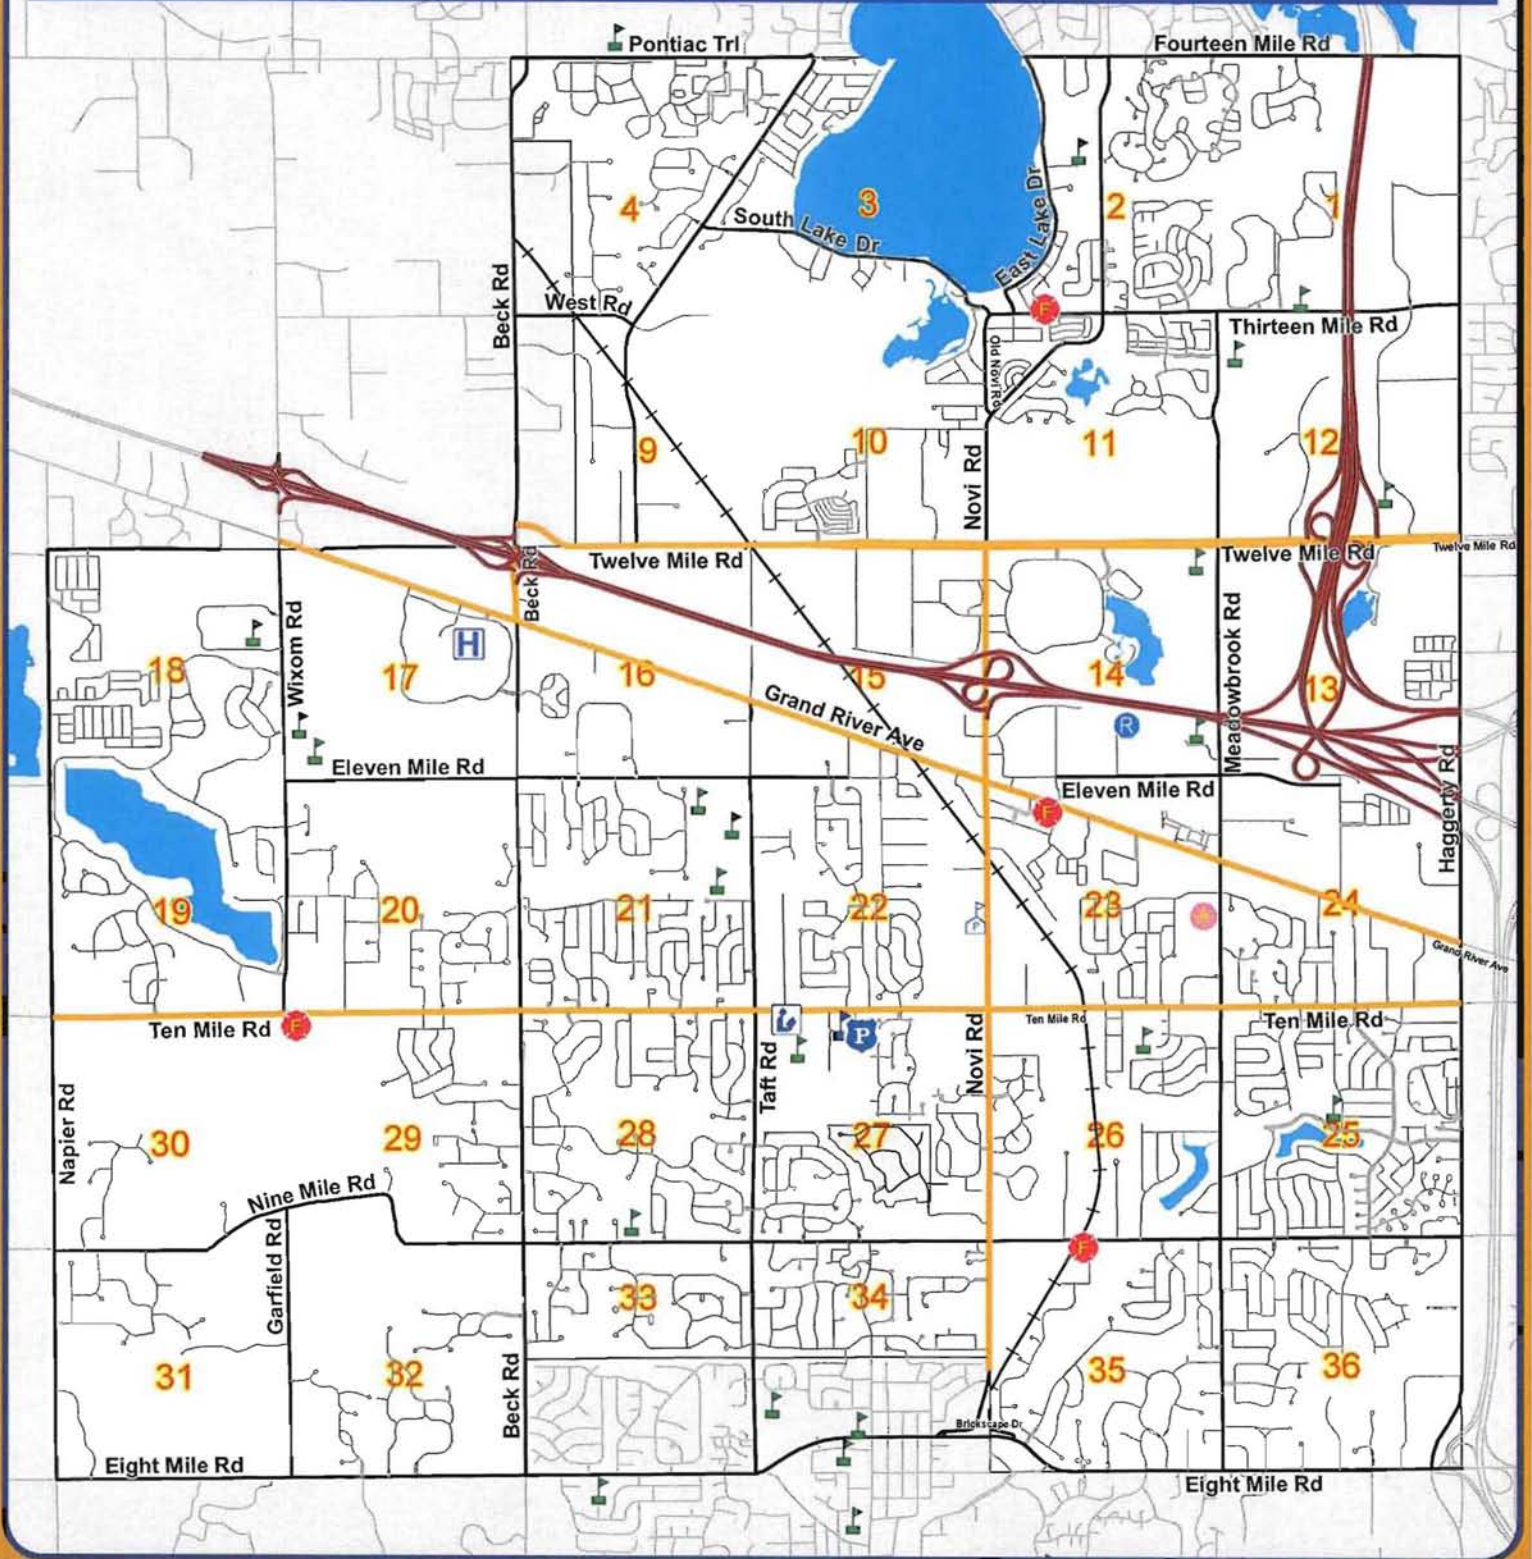 Pontiac Trl
Fourteen Mile Rd
4
3
2
1
South Lake Dr
East Lake Dr
Beck Rd
West Rd
F
Thirteen Mile Rd
Old Novi Rd
9
10
11
12
Novi Rd
Twelve Mile Rd
Twelve Mile Rd
Twelve Mile Rd
Beck Rd
Wixom Rd
H
18
17
16
15
14
13
Meadowbrook Rd
Grand River Ave
R
Eleven Mile Rd
Eleven Mile Rd
F
Haggerty Rd
19
20
21
22
23
24
P
Grand River Ave
Ten Mile Rd
F
P
Ten Mile Rd
Ten Mile Rd
Taft Rd
Novi Rd
Napier Rd
30
29
28
27
26
25
Nine Mile Rd
Garfield Rd
F
33
34
31
32
35
36
Beck Rd
Brickscape Dr
Eight Mile Rd
Eight Mile Rd